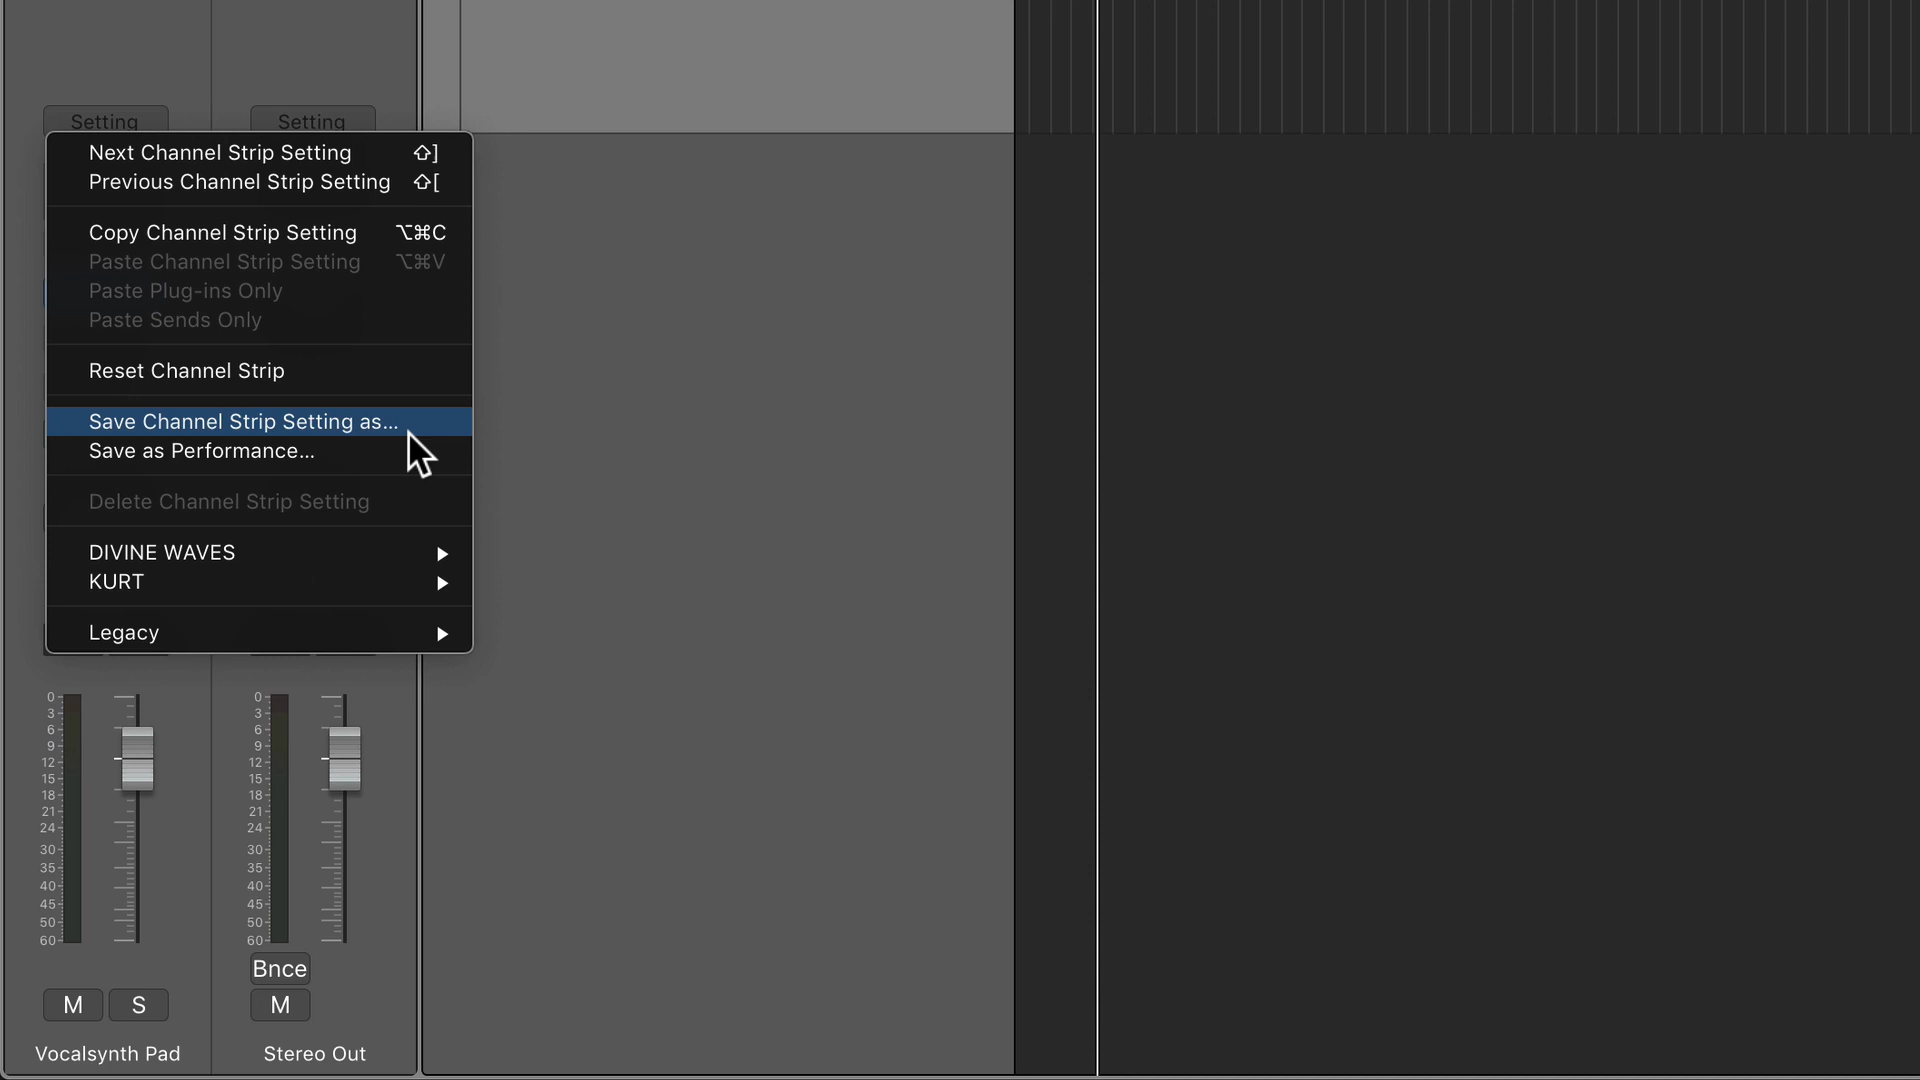 Setting
Setting
Next Channel Strip Setting ⇧]
Previous Channel Strip Setting ⇧[
Copy Channel Strip Setting ⌥⌘C
Paste Channel Strip Setting ⌥⌘V
Paste Plug-ins Only
Paste Sends Only
Reset Channel Strip
Save Channel Strip Setting as...
Save as Performance...
Delete Channel Strip Setting
DIVINE WAVES
KURT
Legacy
0 0
3 3
6 6
9 9
12 12
15 15
18 18
21 21
24 24
30 30
35 35
40 40
45 45
50 50
60 60
Bnce
M S M
Vocalsynth Pad Stereo Out